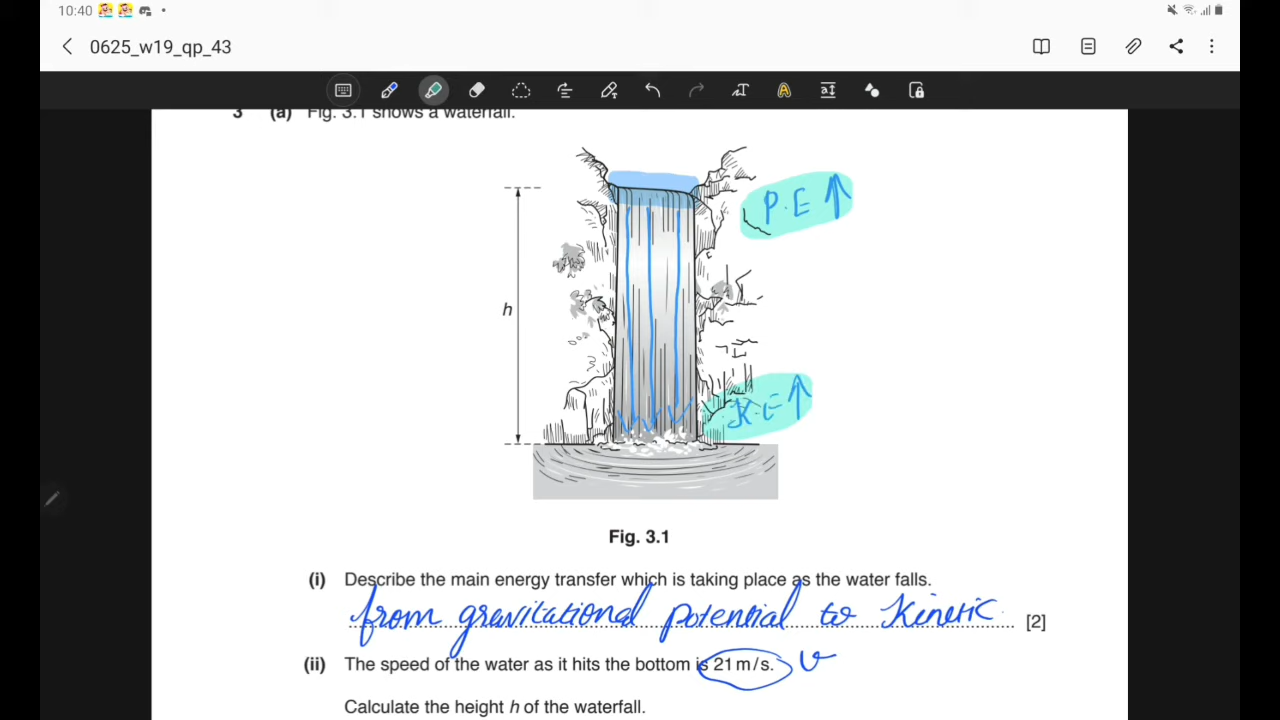 10:40
0625_w19_qp_43
3 (a) Fig. 3.1 shows a waterfall.
P.E ↑
h
K.E ↑
Fig. 3.1
(i) Describe the main energy transfer which is taking place as the water falls.
from gravitational potential to Kinetic [2]
(ii) The speed of the water as it hits the bottom is 21 m/s. v
Calculate the height h of the waterfall.